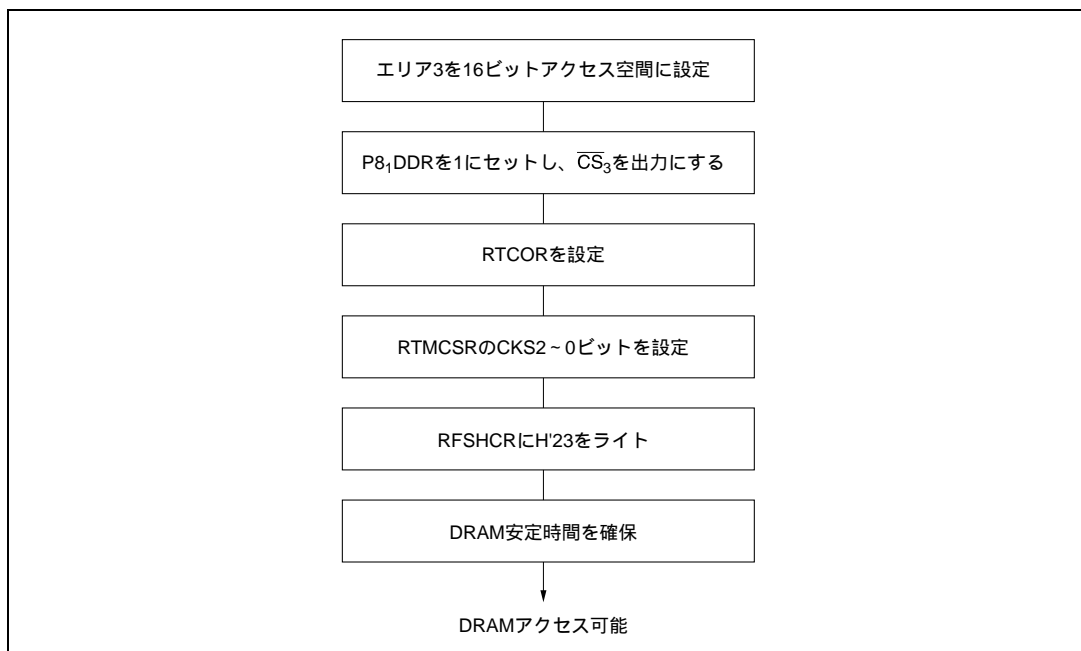 エリア3を16ビットアクセス空間に設定
P8₁DDRを1にセットし、C̅S̅₃を出力にする
RTCORを設定
RTMCSRのCKS2~0ビットを設定
RFSHCRにH'23をライト
DRAM安定時間を確保
DRAMアクセス可能